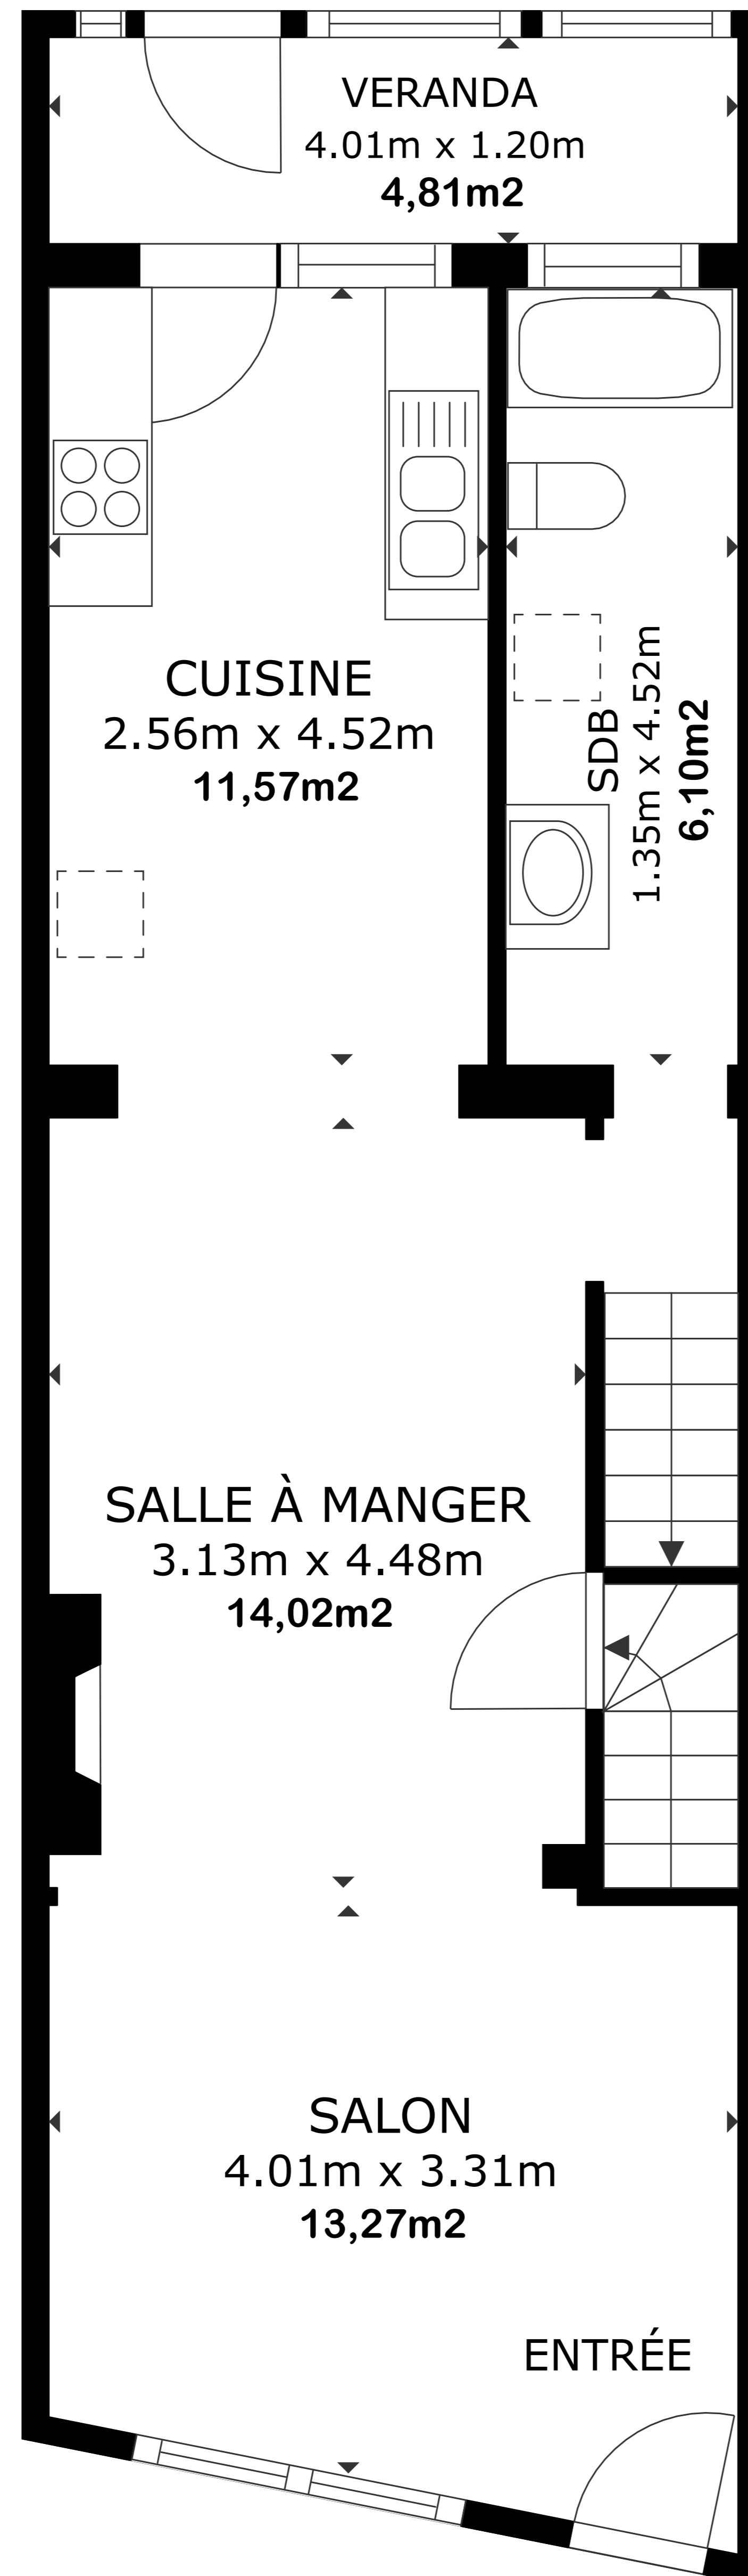 VERANDA
4.01m x 1.20m
4,81m2
CUISINE
2.56m x 4.52m
11,57m2
SDB
1.35m x 4.52m
6,10m2
SALLE À MANGER
3.13m x 4.48m
14,02m2
SALON
4.01m x 3.31m
13,27m2
ENTRÉE